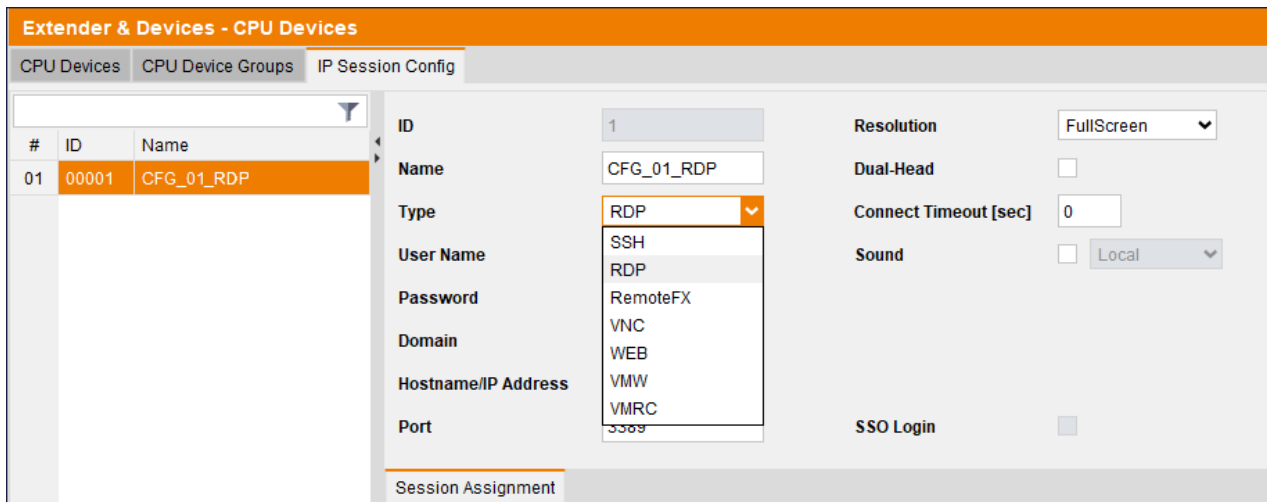 Extender & Devices - CPU Devices
CPU Devices CPU Device Groups IP Session Config
# ID Name
01 00001 CFG_01_RDP
ID 1 Resolution FullScreen
Name CFG_01_RDP Dual-Head
Type RDP Connect Timeout [sec] 0
SSH
User Name Sound Local
RDP
Password RemoteFX
VNC
Domain
WEB
Hostname/IP Address VMW
VMRC
Port 3389 SSO Login
Session Assignment